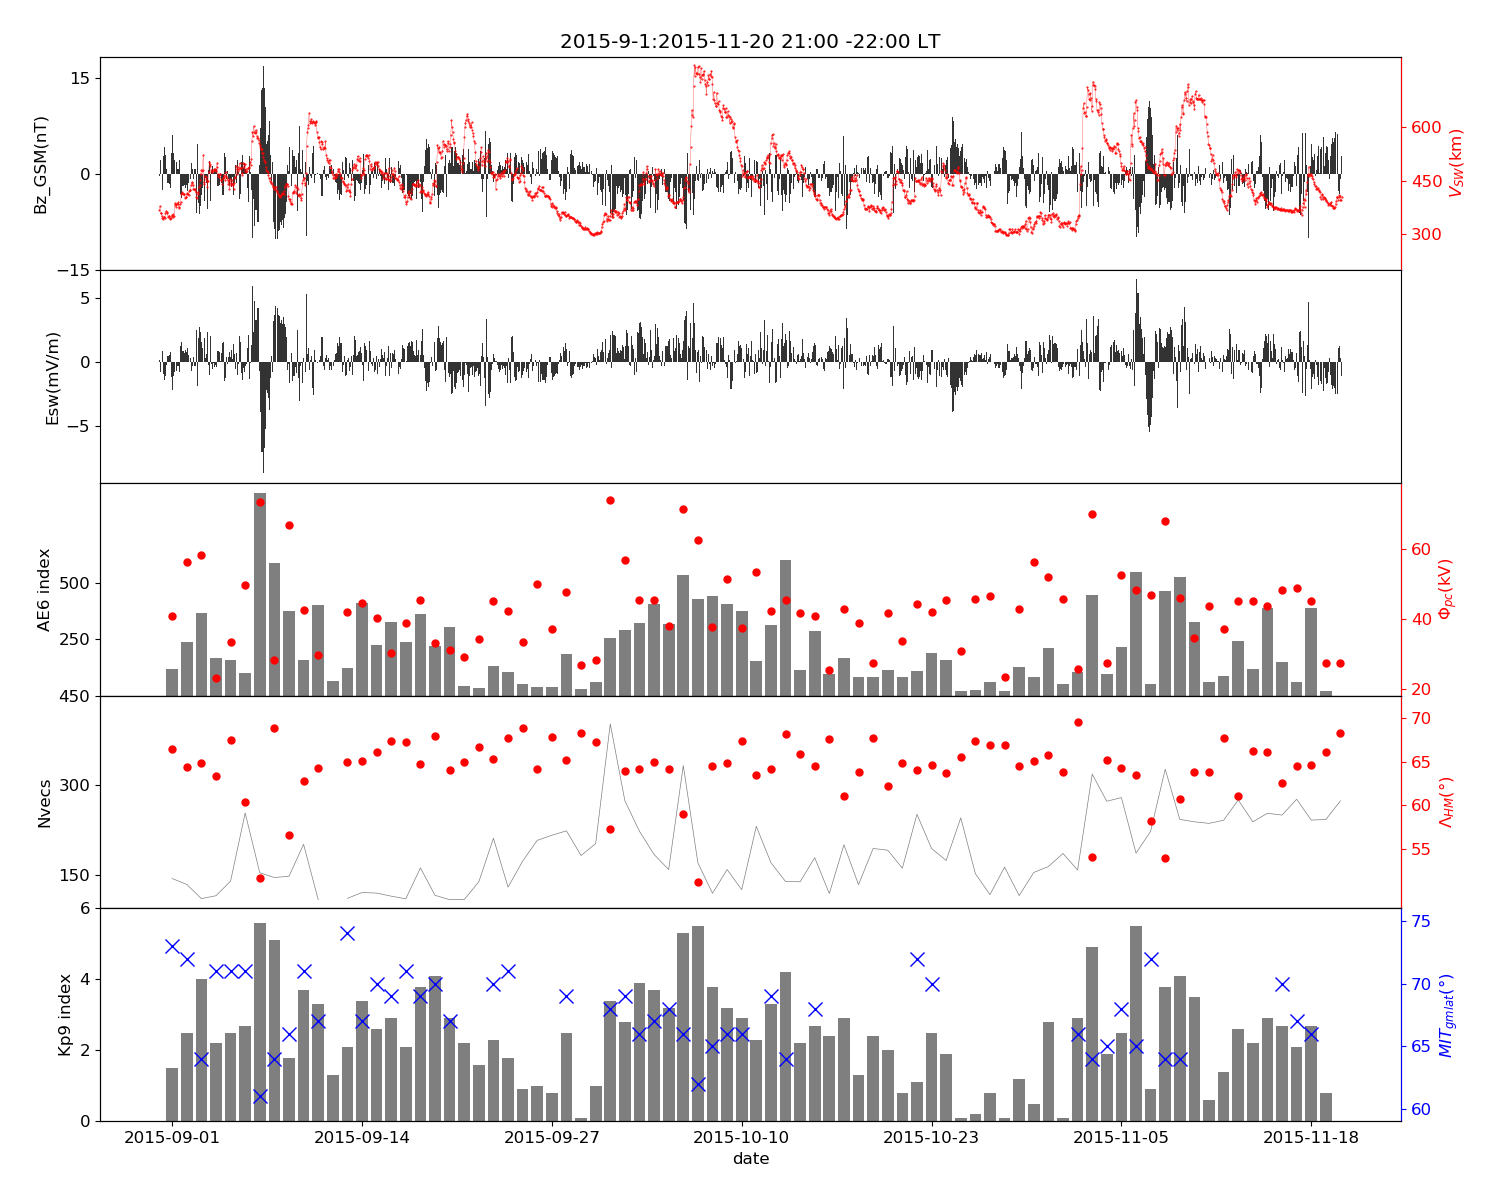 2015-9-1:2015-11-20 21:00 -22:00 LT
15
0
−15
Bz_GSM(nT)
600
450
300
V_SW(km)
5
0
−5
Esw(mV/m)
500
250
AE6 index
60
40
20
Φ_pc(kV)
450
300
150
Nvecs
70
65
60
55
Λ_HM(°)
6
4
2
0
Kp9 index
75
70
65
60
MIT_gmlat(°)
2015-09-01 2015-09-14 2015-09-27 2015-10-10 2015-10-23 2015-11-05 2015-11-18
date